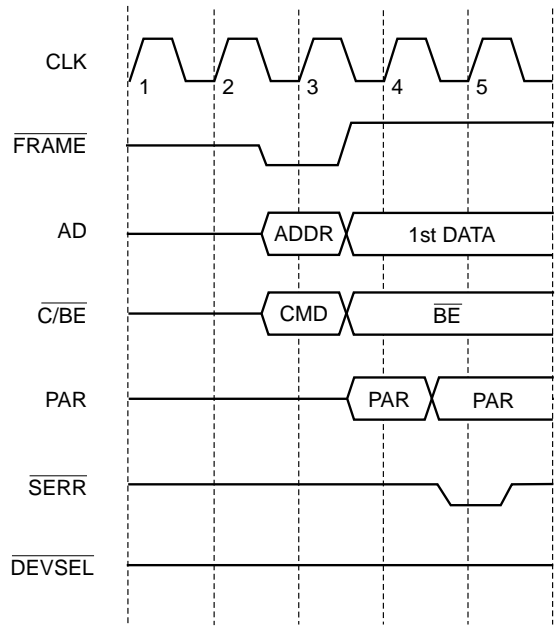 CLK
1 2 3 4 5
FRAME
AD
ADDR 1st DATA
C/BE
CMD BE
PAR
PAR PAR
SERR
DEVSEL